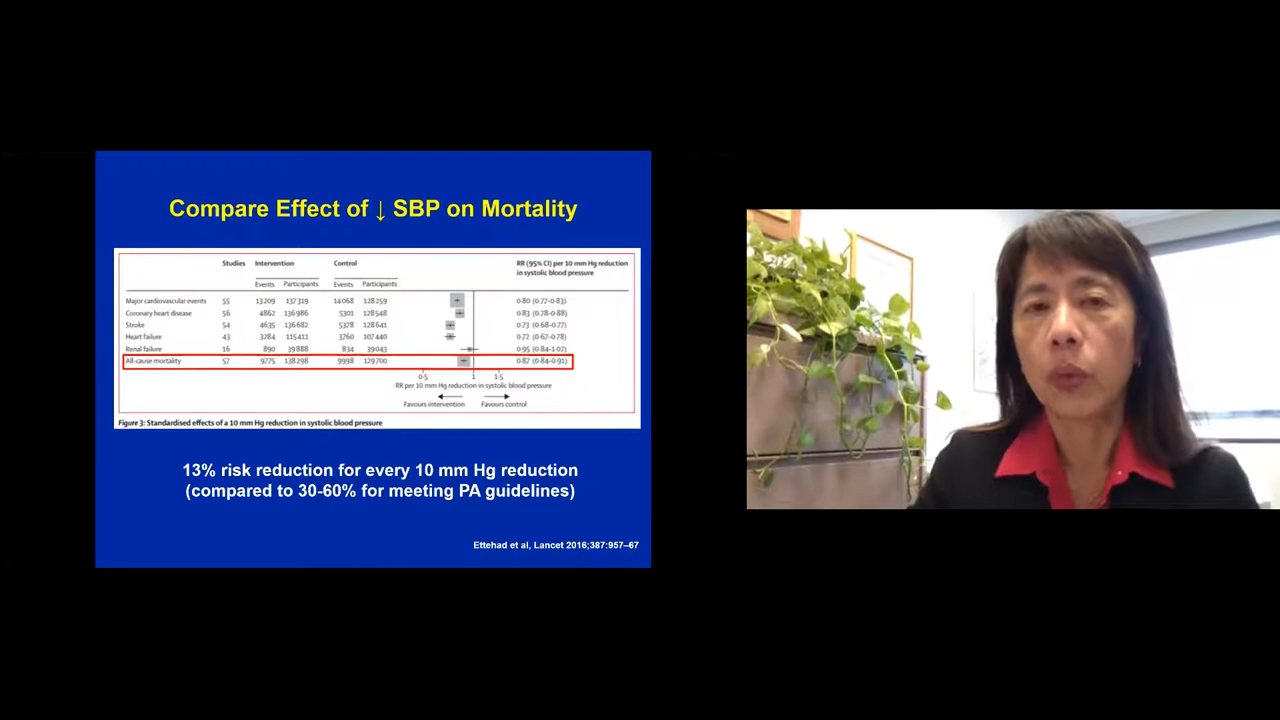 Compare Effect of ↓ SBP on Mortality
Studies Intervention Control RR (95% CI) per 10 mm Hg reduction
in systolic blood pressure
Events Participants Events Participants
Major cardiovascular events 55 13209 137319 14068 128259 0·80 (0·77–0·83)
Coronary heart disease 56 4862 136986 5301 128548 0·83 (0·78–0·88)
Stroke 54 4635 136682 5378 128641 0·73 (0·68–0·77)
Heart failure 43 3284 115411 3760 107440 0·72 (0·67–0·78)
Renal failure 16 890 39888 834 39043 0·95 (0·84–1·07)
All-cause mortality 57 9775 138298 9998 129700 0·87 (0·84–0·91)
0·5 1 1·5
RR per 10 mm Hg reduction in systolic blood pressure
Favours intervention Favours control
Figure 3: Standardised effects of a 10 mm Hg reduction in systolic blood pressure
13% risk reduction for every 10 mm Hg reduction
(compared to 30-60% for meeting PA guidelines)
Ettehad et al, Lancet 2016;387:957–67